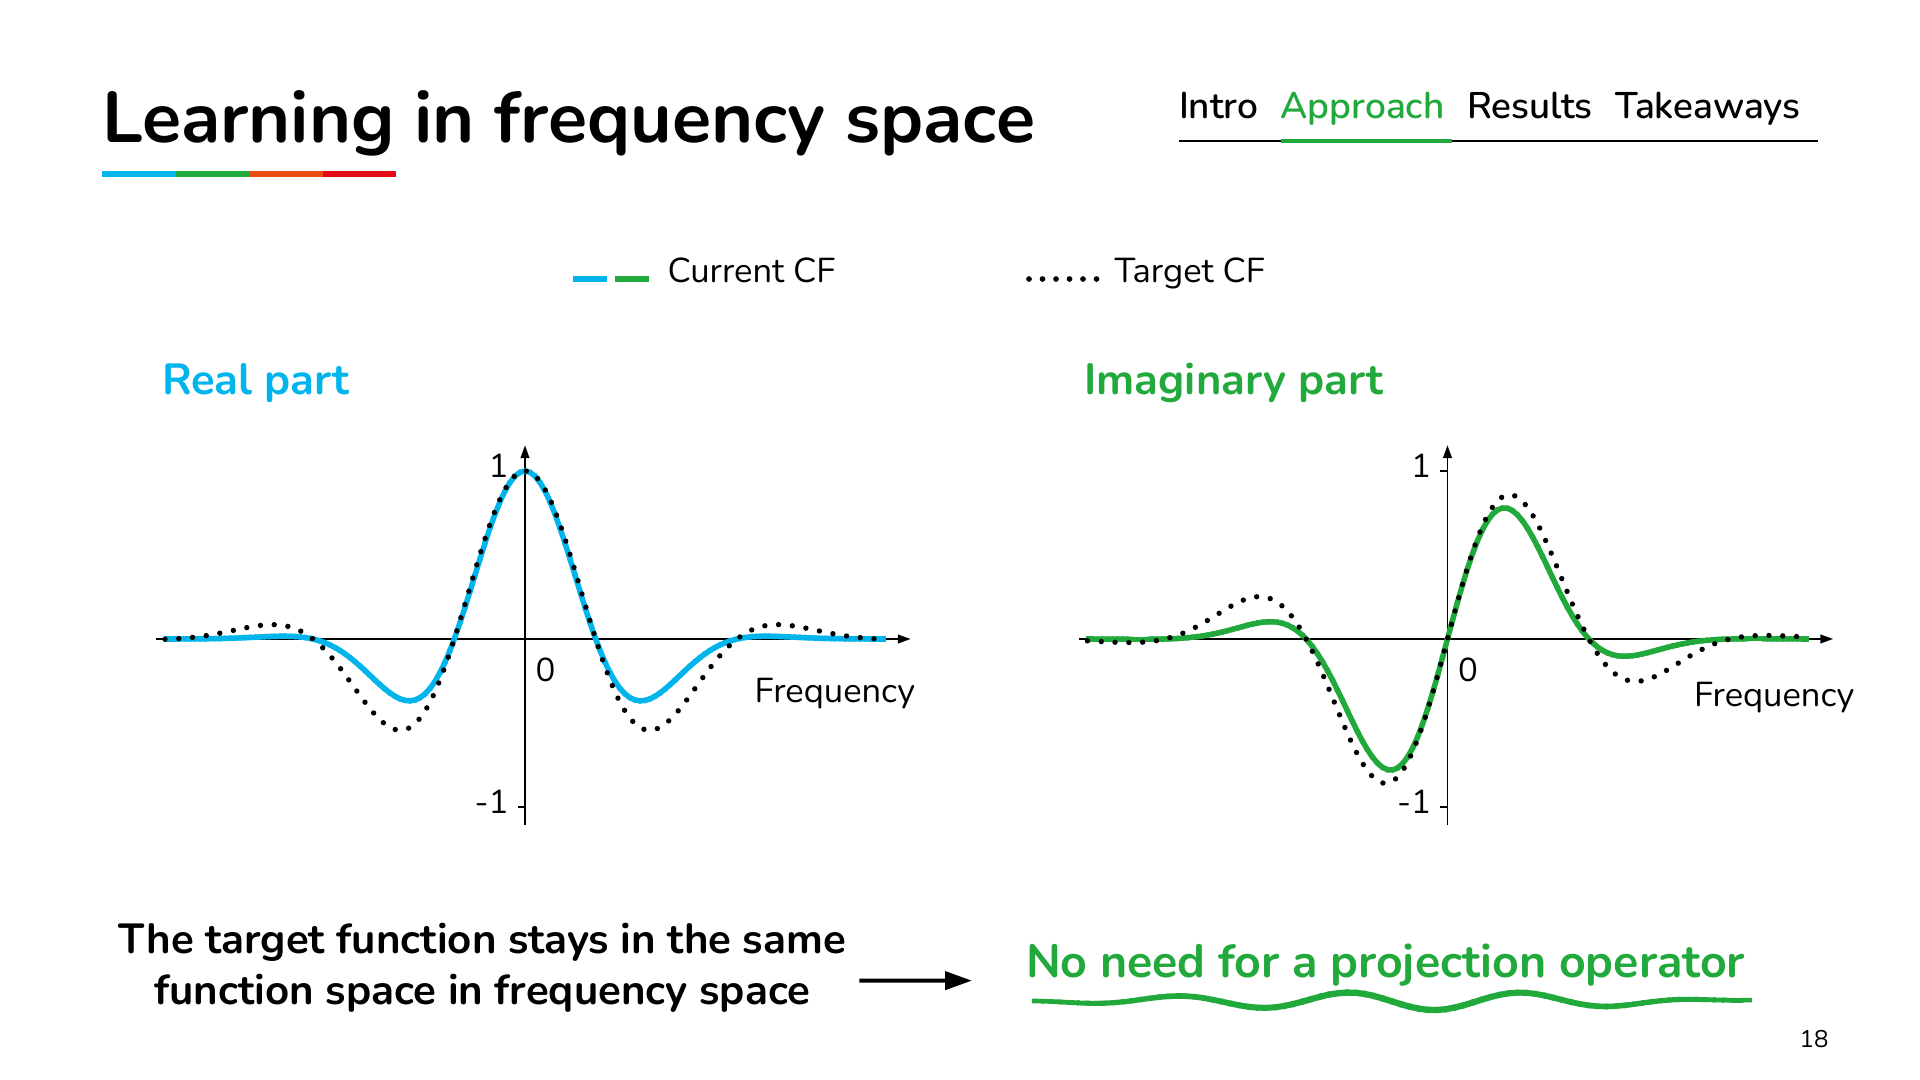 Learning in frequency space
Intro Approach Results Takeaways
Current CF
Target CF
Real part
Imaginary part
1
0
Frequency
-1
1
0
Frequency
-1
The target function stays in the same
function space in frequency space
No need for a projection operator
18